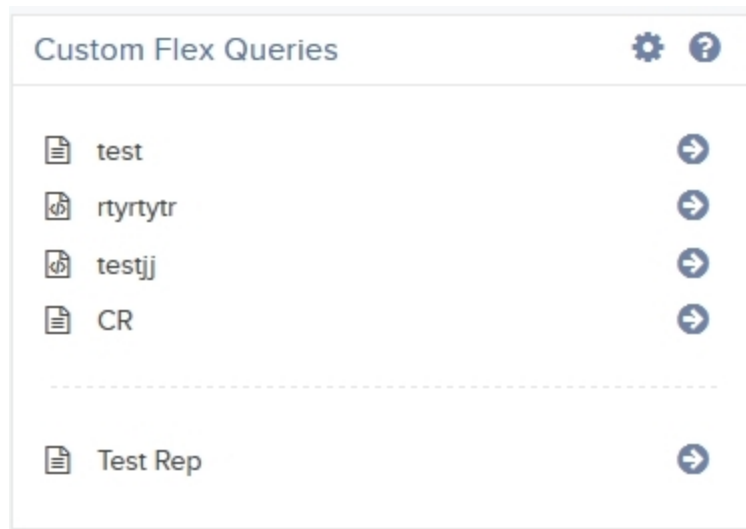 Custom Flex Queries
test
rtyrtytr
testjj
CR
Test Rep